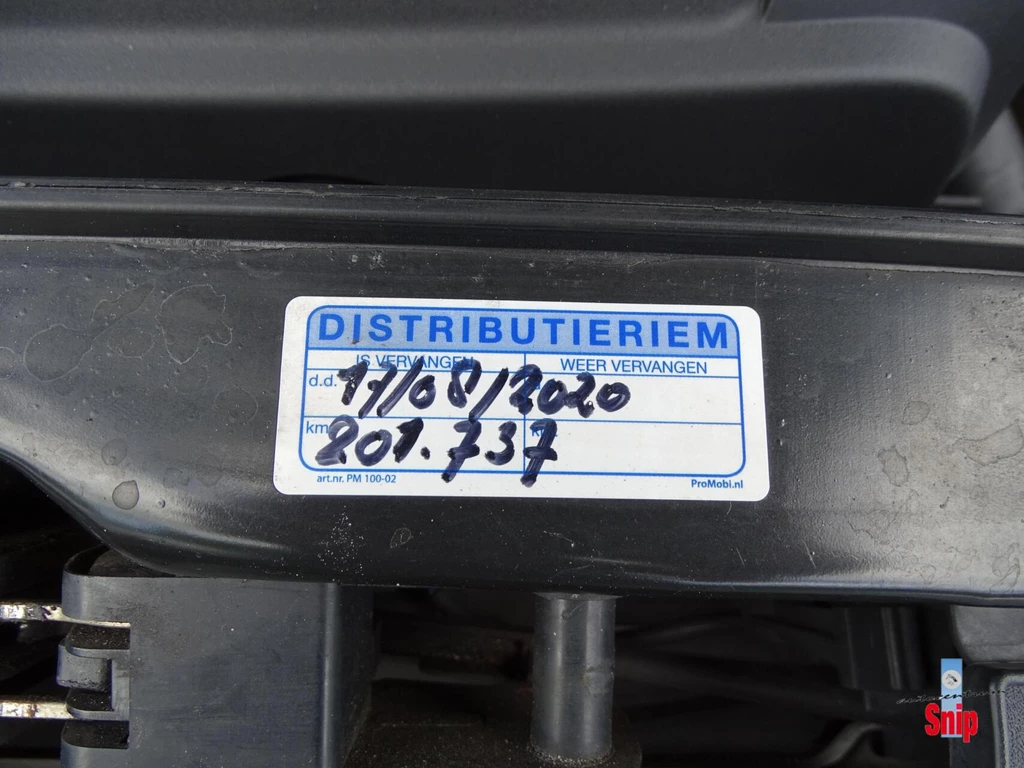 DISTRIBUTIERIEM
IS VERVANGEN WEER VERVANGEN
d.d. 17/08/2020
km 201.737
art.nr. PM 100-02 ProMobi.nl
autocentrum
Snip